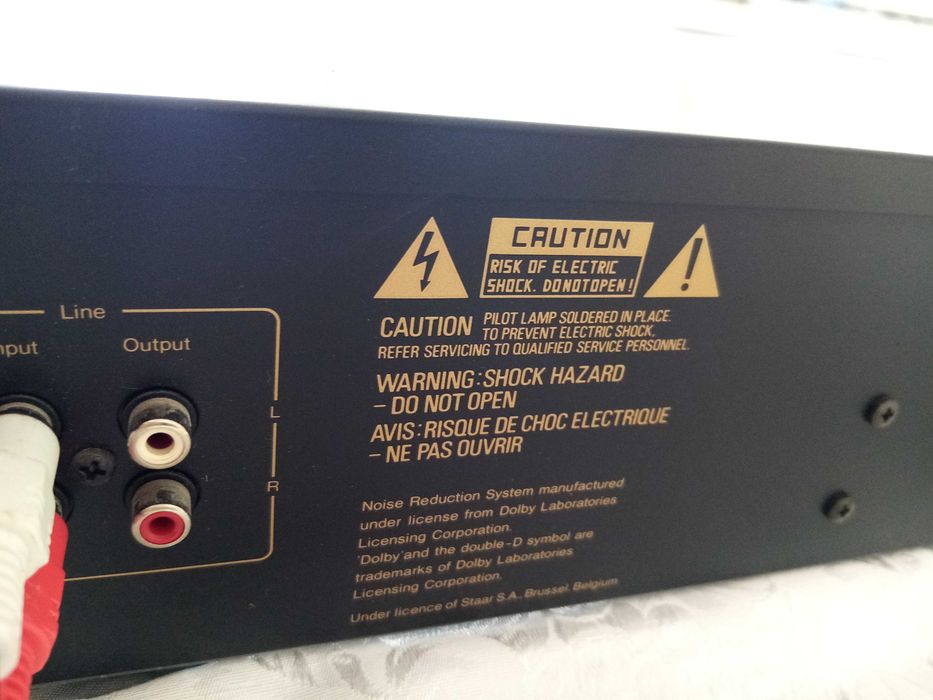 CAUTION
RISK OF ELECTRIC
SHOCK. DO NOT OPEN!
CAUTION PILOT LAMP SOLDERED IN PLACE.
TO PREVENT ELECTRIC SHOCK,
REFER SERVICING TO QUALIFIED SERVICE PERSONNEL.
WARNING: SHOCK HAZARD
– DO NOT OPEN
AVIS: RISQUE DE CHOC ELECTRIQUE
– NE PAS OUVRIR
Line
nput
Output
L
R
Noise Reduction System manufactured
under license from Dolby Laboratories
Licensing Corporation.
'Dolby' and the double-D symbol are
trademarks of Dolby Laboratories
Licensing Corporation.
Under licence of Staar S.A., Brussel, Belgium